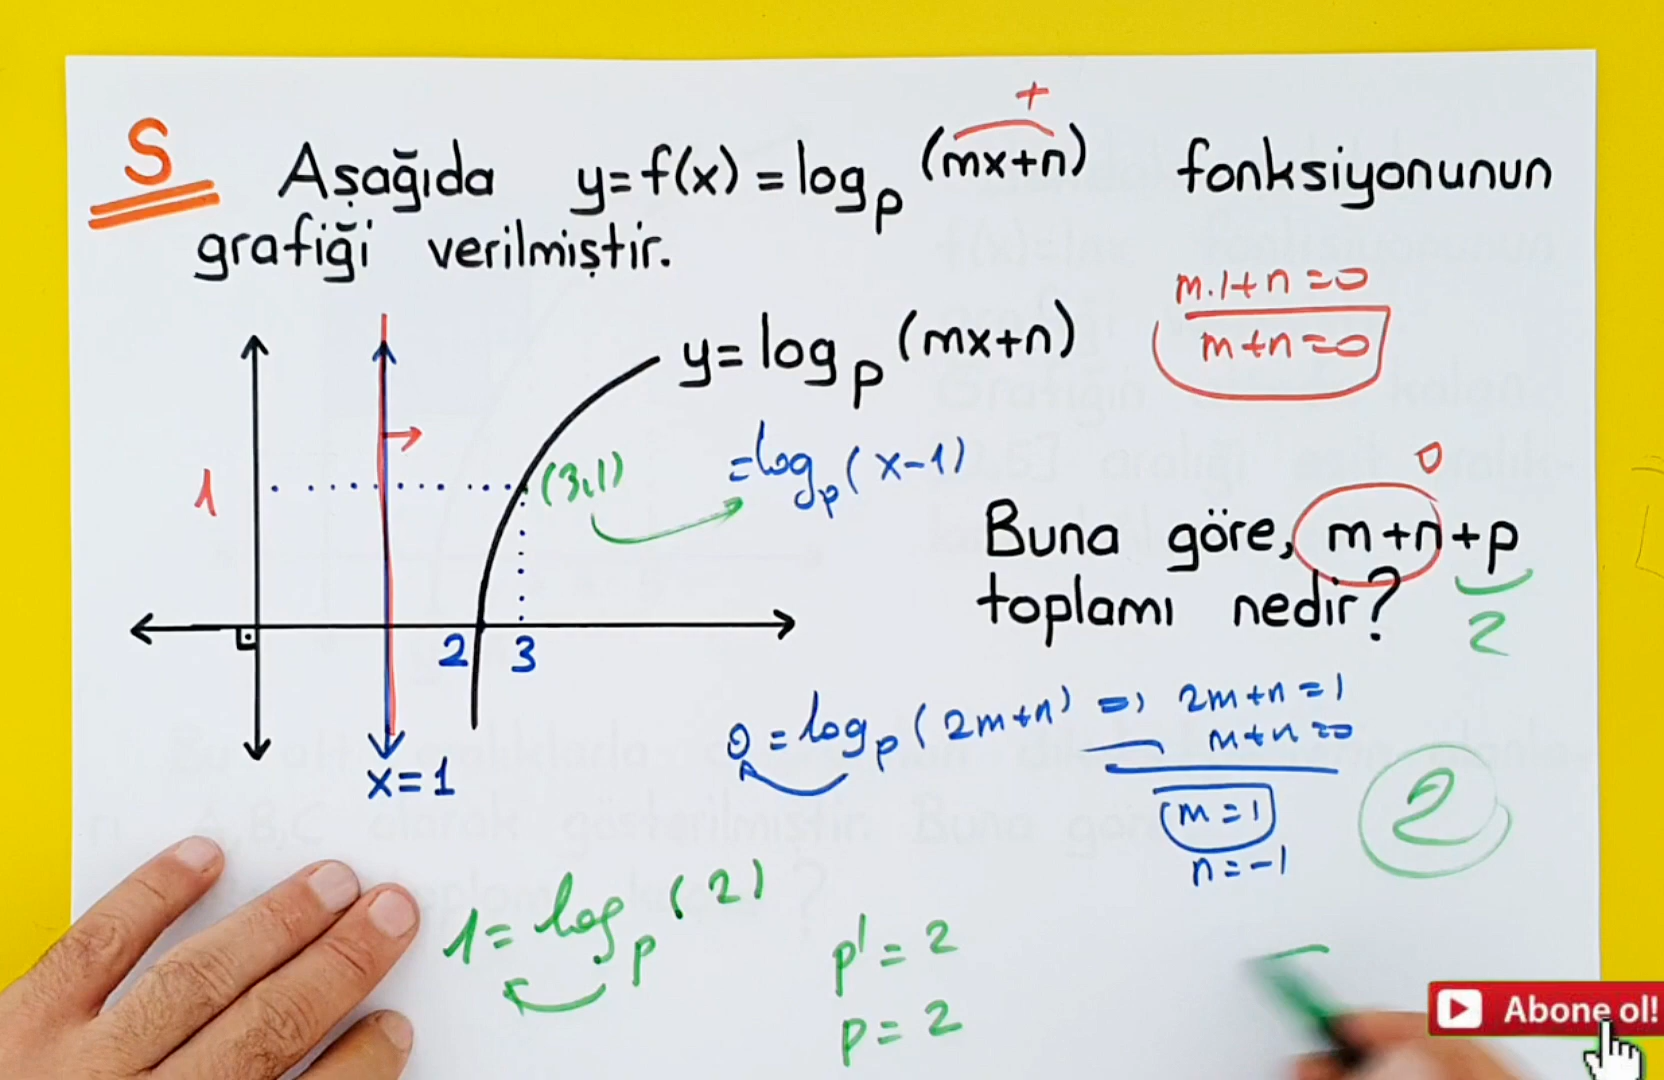 S Aşağıda y=f(x) = log_p (mx+n) fonksiyonunun
+
grafiği verilmiştir.
m.1+n=0
m+n=0
y=log_p (mx+n)
=log_p (x-1)
1
(3,1)
0
Buna göre, m+n+p
toplamı nedir?
2
2 3
x=1
0 = log_p (2m+n) => 2m+n=1
m+n=0
m=1
n=-1
2
1 = log_p (2)
p¹ = 2
p = 2
Abone ol!